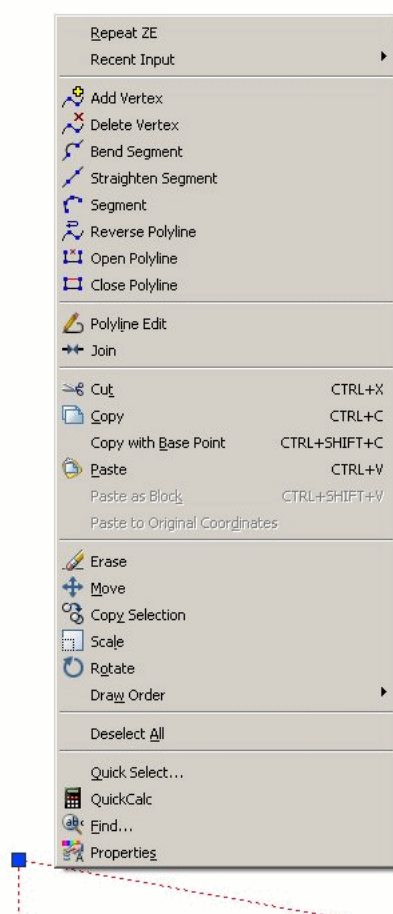 Repeat ZE
Recent Input
Add Vertex
Delete Vertex
Bend Segment
Straighten Segment
Segment
Reverse Polyline
Open Polyline
Close Polyline
Polyline Edit
Join
Cut CTRL+X
Copy CTRL+C
Copy with Base Point CTRL+SHIFT+C
Paste CTRL+V
Paste as Block CTRL+SHIFT+V
Paste to Original Coordinates
Erase
Move
Copy Selection
Scale
Rotate
Draw Order
Deselect All
Quick Select...
QuickCalc
Find...
Properties